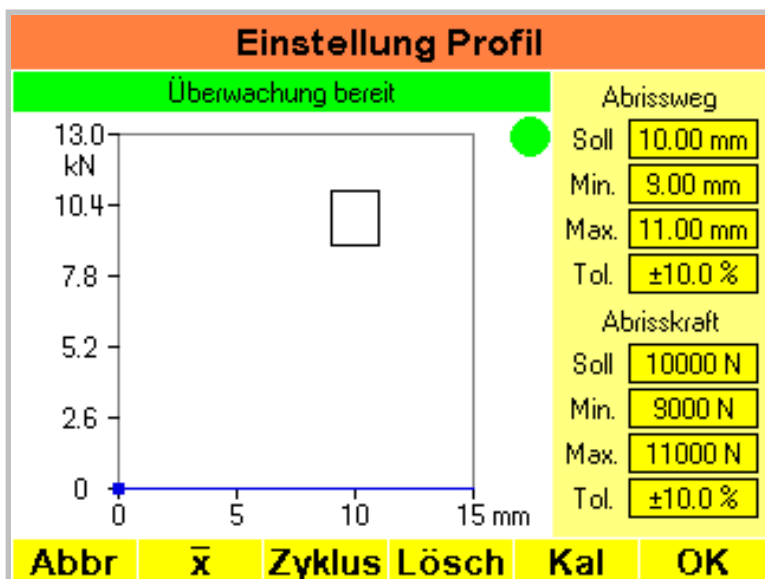 Einstellung Profil
Überwachung bereit
13.0
kN
10.4
7.8
5.2
2.6
0
0 5 10 15 mm
Abrissweg
Soll 10.00 mm
Min. 9.00 mm
Max. 11.00 mm
Tol. ±10.0 %
Abrisskraft
Soll 10000 N
Min. 9000 N
Max. 11000 N
Tol. ±10.0 %
Abbr x̅ Zyklus Lösch Kal OK